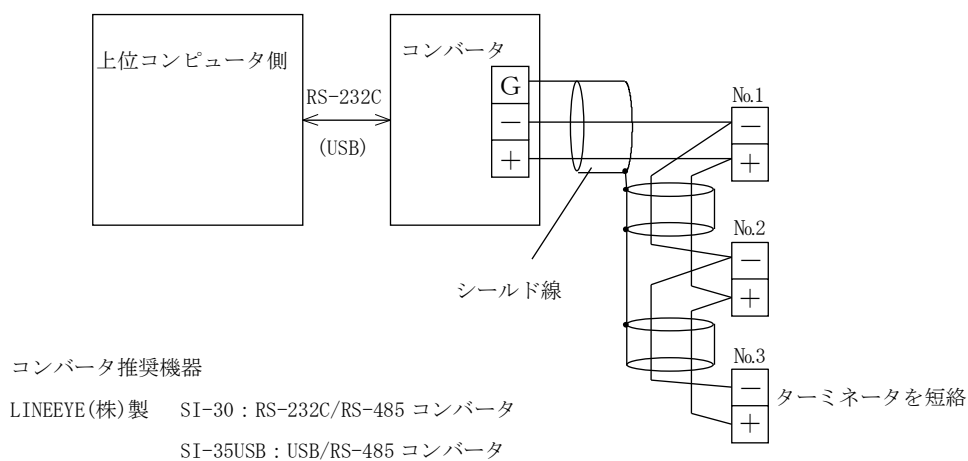 上位コンピュータ側
コンバータ
RS-232C
(USB)
G
−
＋
No.1
−
＋
No.2
−
＋
シールド線
No.3
−
＋
ターミネータを短絡
コンバータ推奨機器
LINEEYE(株)製　SI-30：RS-232C/RS-485 コンバータ
SI-35USB：USB/RS-485 コンバータ